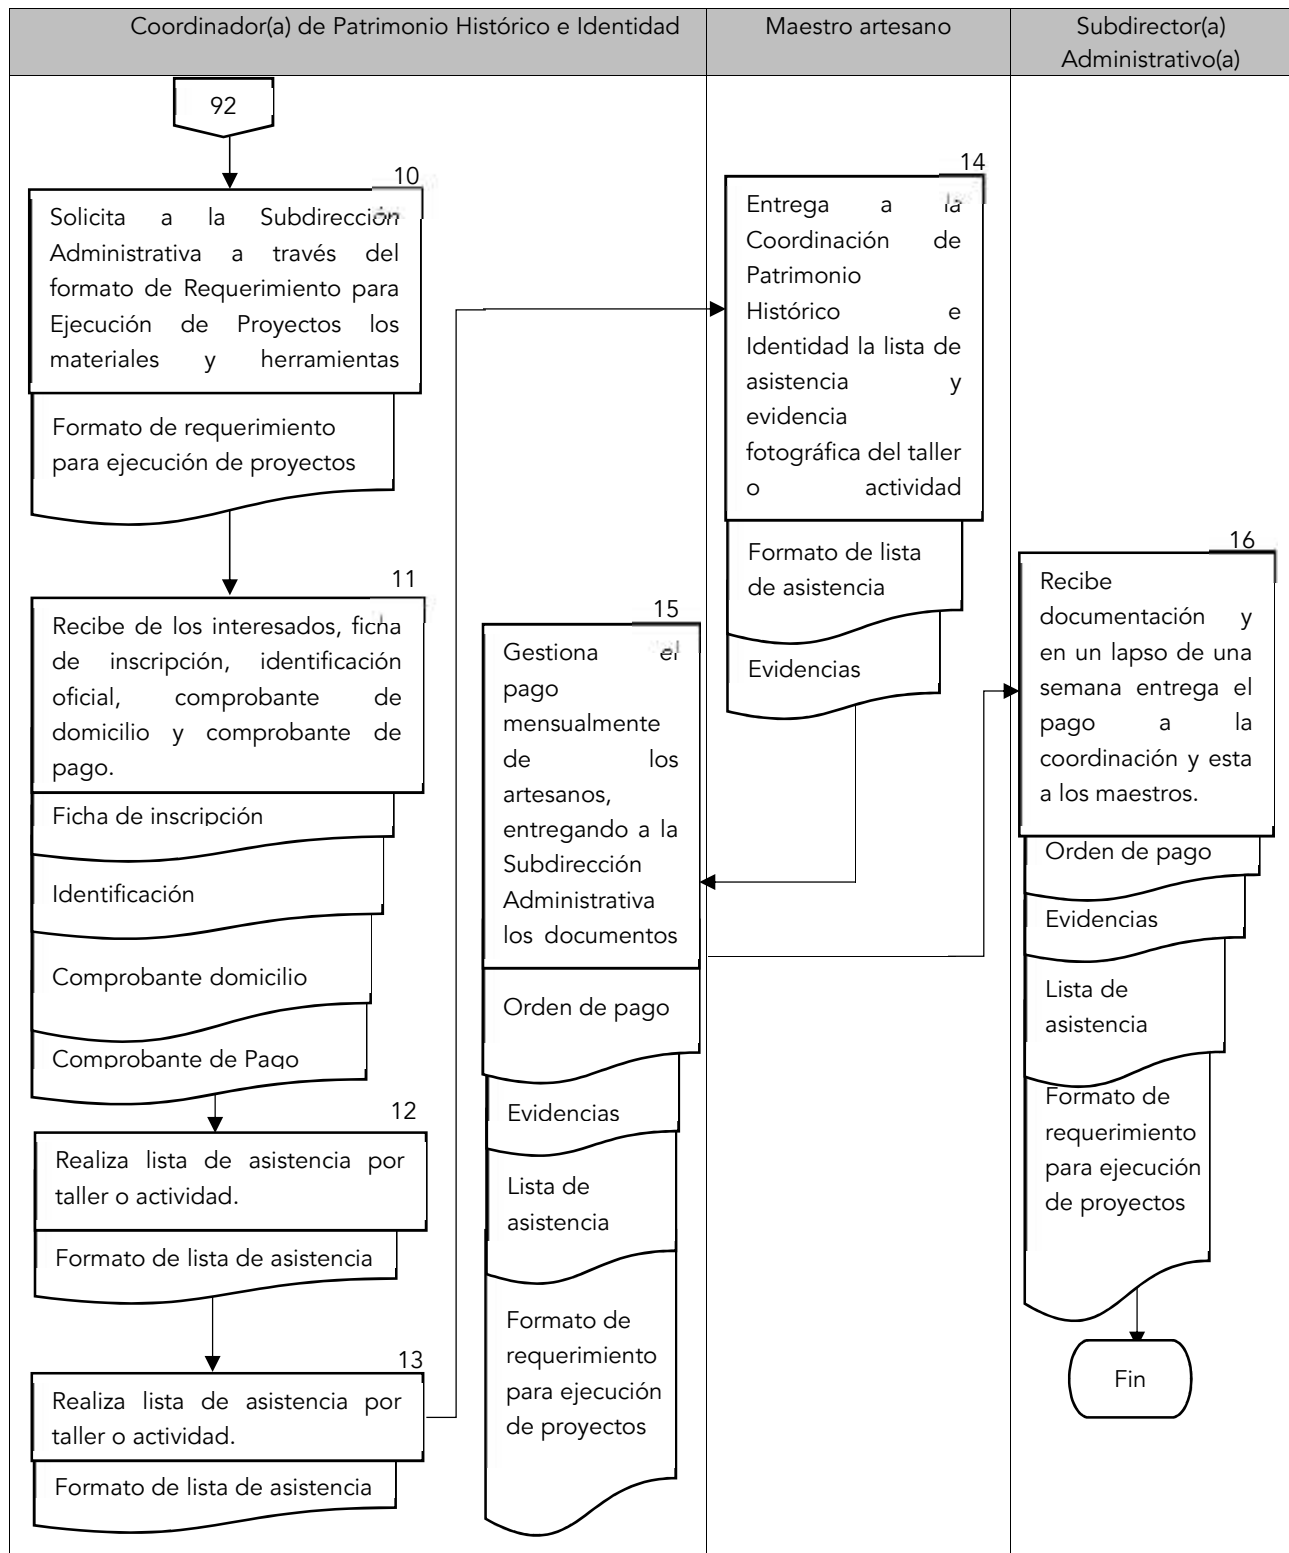 Coordinador(a) de Patrimonio Histórico e Identidad
Maestro artesano
Subdirector(a)
Administrativo(a)
92
10
Solicita a la Subdirección
Administrativa a través del
formato de Requerimiento para
Ejecución de Proyectos los
materiales y herramientas
Formato de requerimiento
para ejecución de proyectos
11
Recibe de los interesados, ficha
de inscripción, identificación
oficial, comprobante de
domicilio y comprobante de
pago.
Ficha de inscripción
Identificación
Comprobante domicilio
Comprobante de Pago
12
Realiza lista de asistencia por
taller o actividad.
Formato de lista de asistencia
13
Realiza lista de asistencia por
taller o actividad.
Formato de lista de asistencia
14
Entrega a la
Coordinación de
Patrimonio
Histórico e
Identidad la lista de
asistencia y
evidencia
fotográfica del taller
o actividad
Formato de lista
de asistencia
Evidencias
15
Gestiona el
pago
mensualmente
de los
artesanos,
entregando a la
Subdirección
Administrativa
los documentos
Orden de pago
Evidencias
Lista de
asistencia
Formato de
requerimiento
para ejecución
de proyectos
16
Recibe
documentación y
en un lapso de una
semana entrega el
pago a la
coordinación y esta
a los maestros.
Orden de pago
Evidencias
Lista de
asistencia
Formato de
requerimiento
para ejecución
de proyectos
Fin